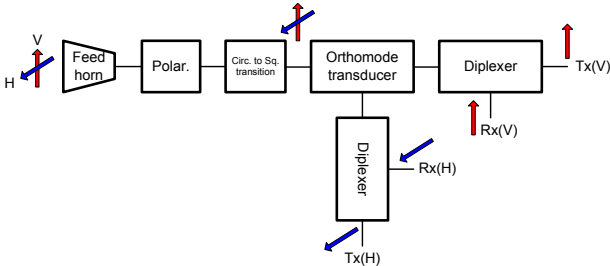 V
H
Feed
horn
Polar.
Circ. to Sq.
transition
Orthomode
transducer
Diplexer
Tx(V)
Rx(V)
Diplexer
Rx(H)
Tx(H)